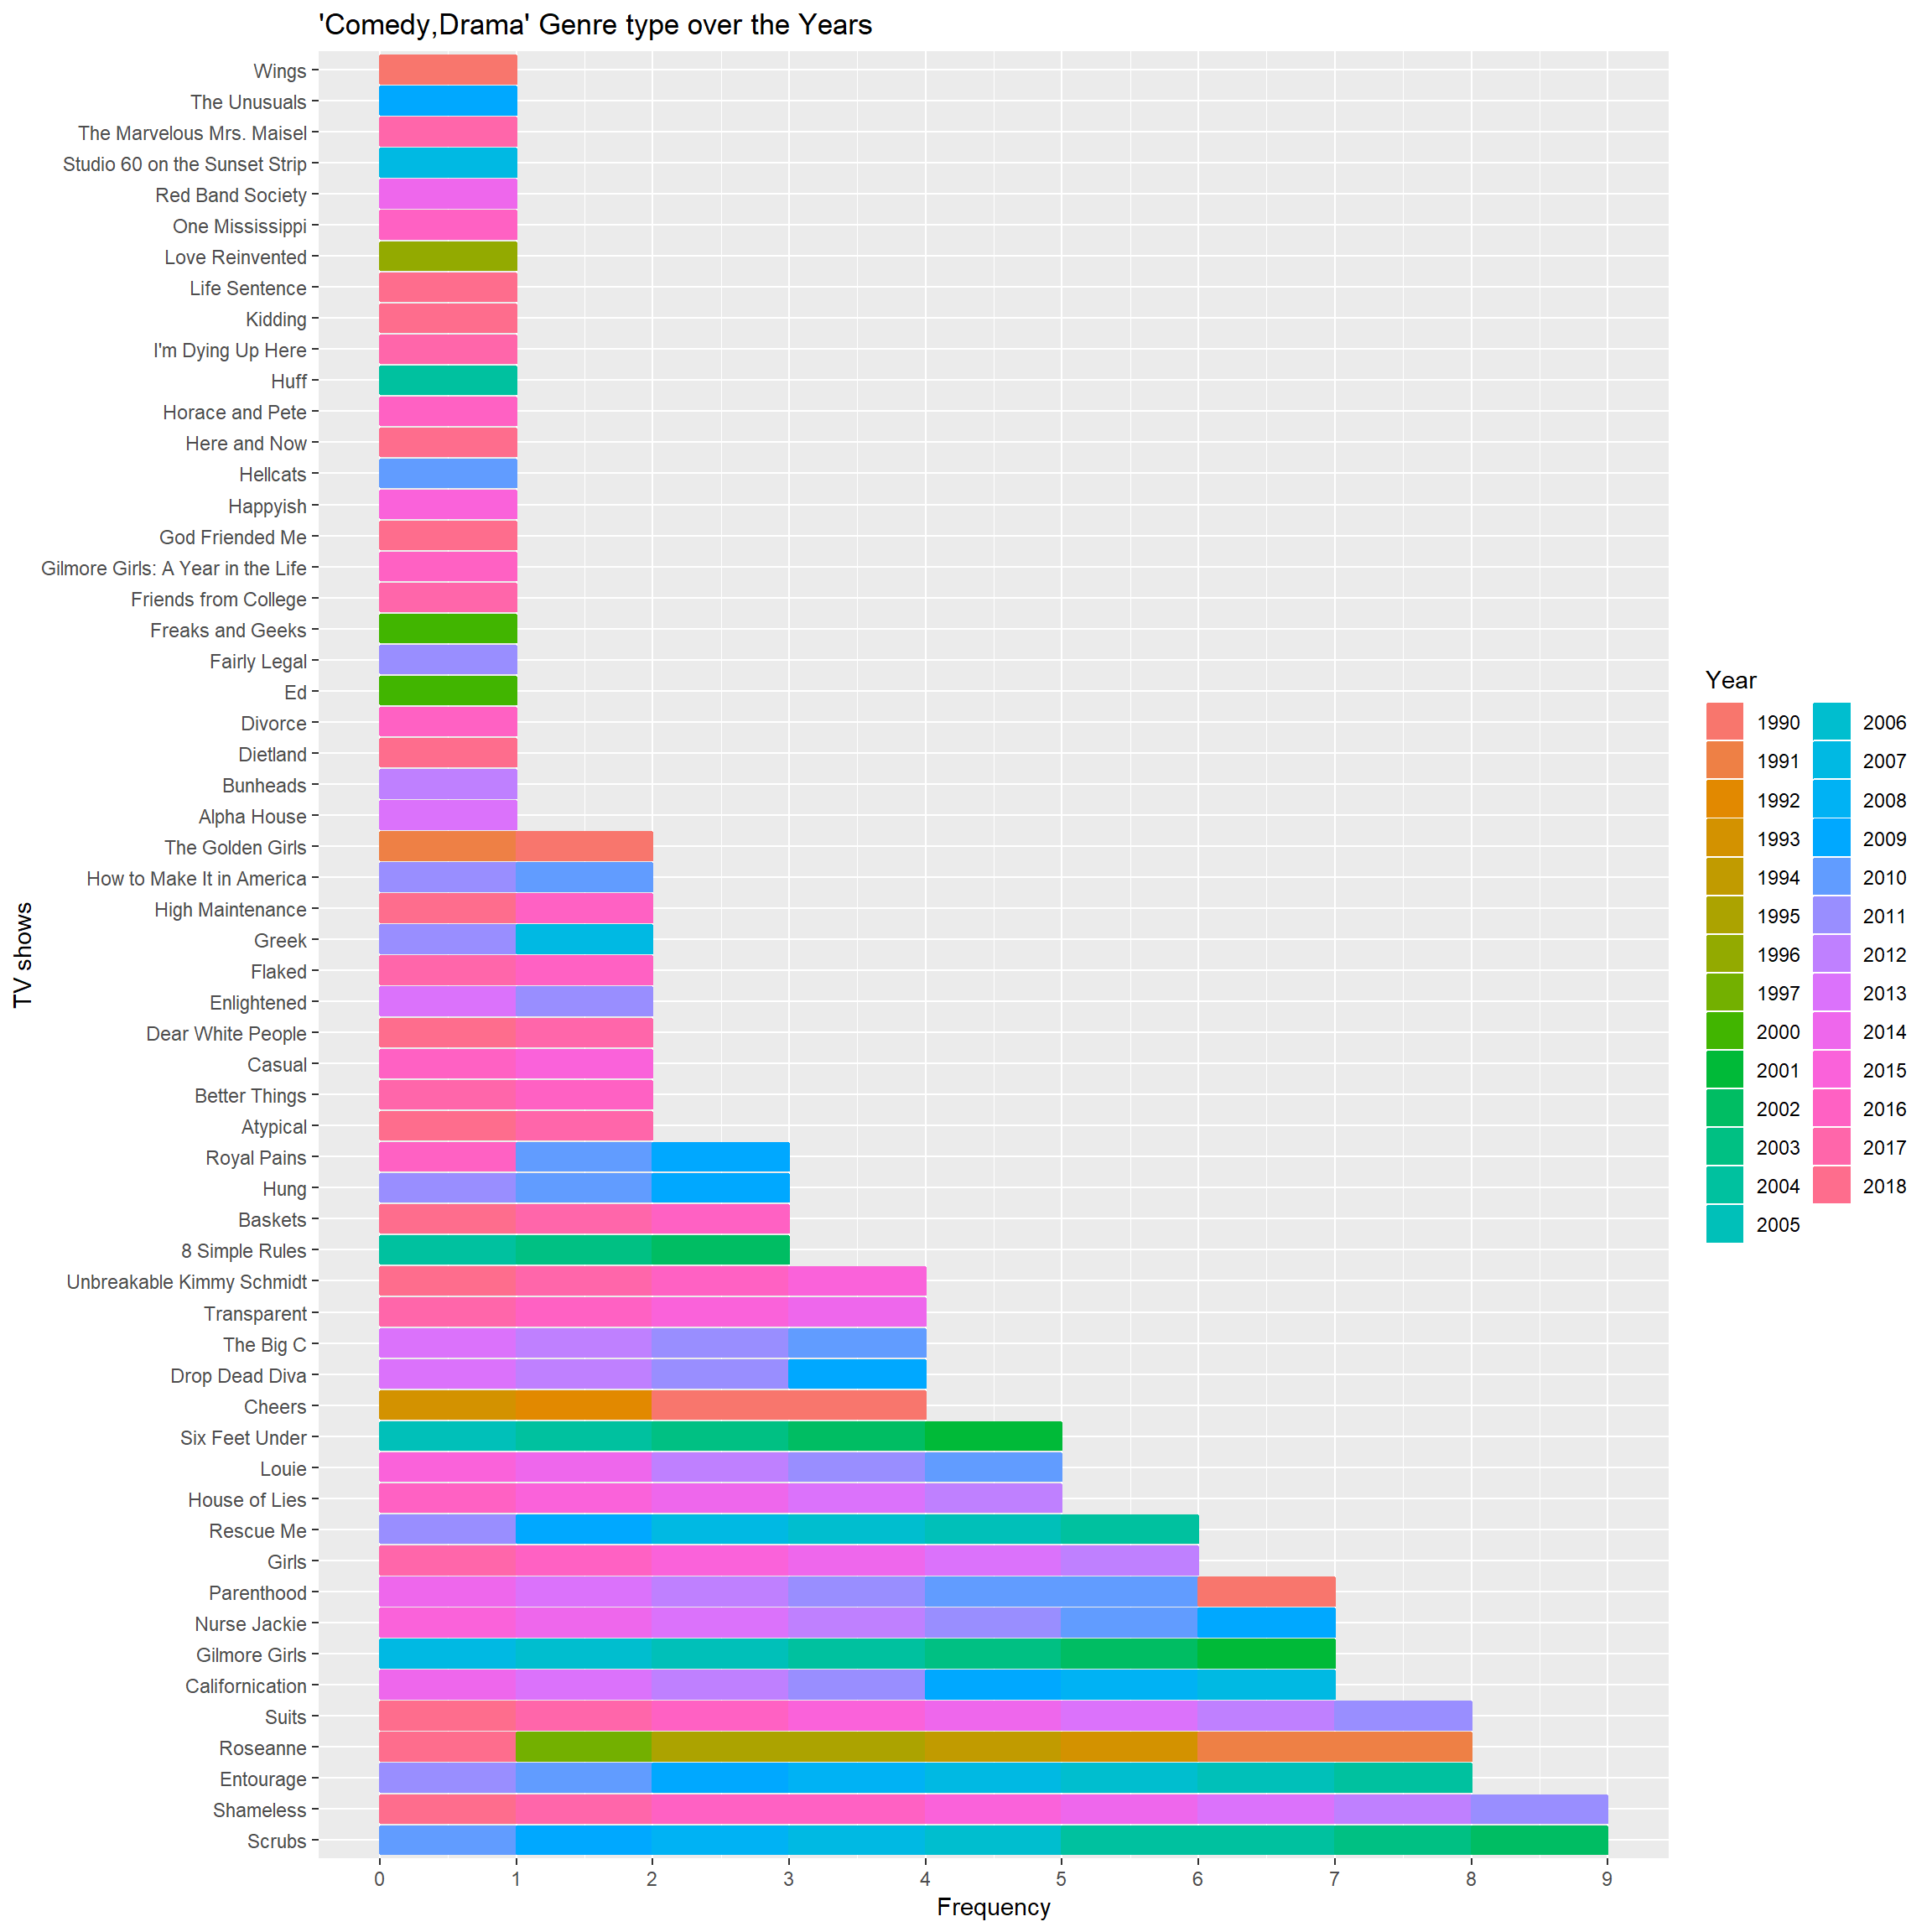 'Comedy,Drama' Genre type over the Years
Wings
The Unusuals
The Marvelous Mrs. Maisel
Studio 60 on the Sunset Strip
Red Band Society
One Mississippi
Love Reinvented
Life Sentence
Kidding
I'm Dying Up Here
Huff
Horace and Pete
Here and Now
Hellcats
Happyish
God Friended Me
Gilmore Girls: A Year in the Life
Friends from College
Freaks and Geeks
Fairly Legal
Ed
Divorce
Dietland
Bunheads
Alpha House
The Golden Girls
How to Make It in America
High Maintenance
Greek
Flaked
Enlightened
Dear White People
Casual
Better Things
Atypical
Royal Pains
Hung
Baskets
8 Simple Rules
Unbreakable Kimmy Schmidt
Transparent
The Big C
Drop Dead Diva
Cheers
Six Feet Under
Louie
House of Lies
Rescue Me
Girls
Parenthood
Nurse Jackie
Gilmore Girls
Californication
Suits
Roseanne
Entourage
Shameless
Scrubs
TV shows
0 1 2 3 4 5 6 7 8 9
Frequency
Year
1990 2006
1991 2007
1992 2008
1993 2009
1994 2010
1995 2011
1996 2012
1997 2013
2000 2014
2001 2015
2002 2016
2003 2017
2004 2018
2005